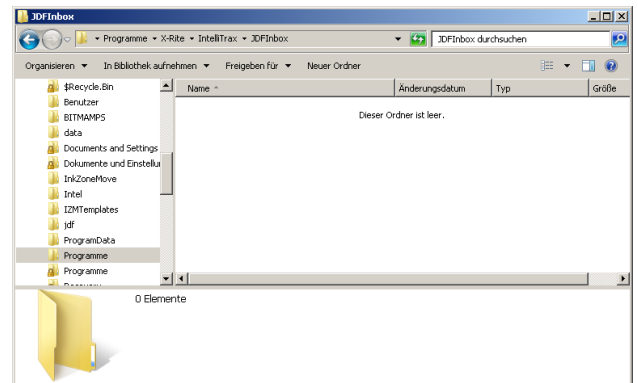 JDFInbox
Programme X-Rite IntelliTrax JDFInbox
JDFInbox durchsuchen
Organisieren In Bibliothek aufnehmen Freigeben für Neuer Ordner
Name Änderungsdatum Typ Größe
Dieser Ordner ist leer.
$Recycle.Bin
Benutzer
BITMAMPS
data
Documents and Settings
Dokumente und Einstellu
InkZoneMove
Intel
IZMTemplates
jdf
ProgramData
Programme
Programme
0 Elemente